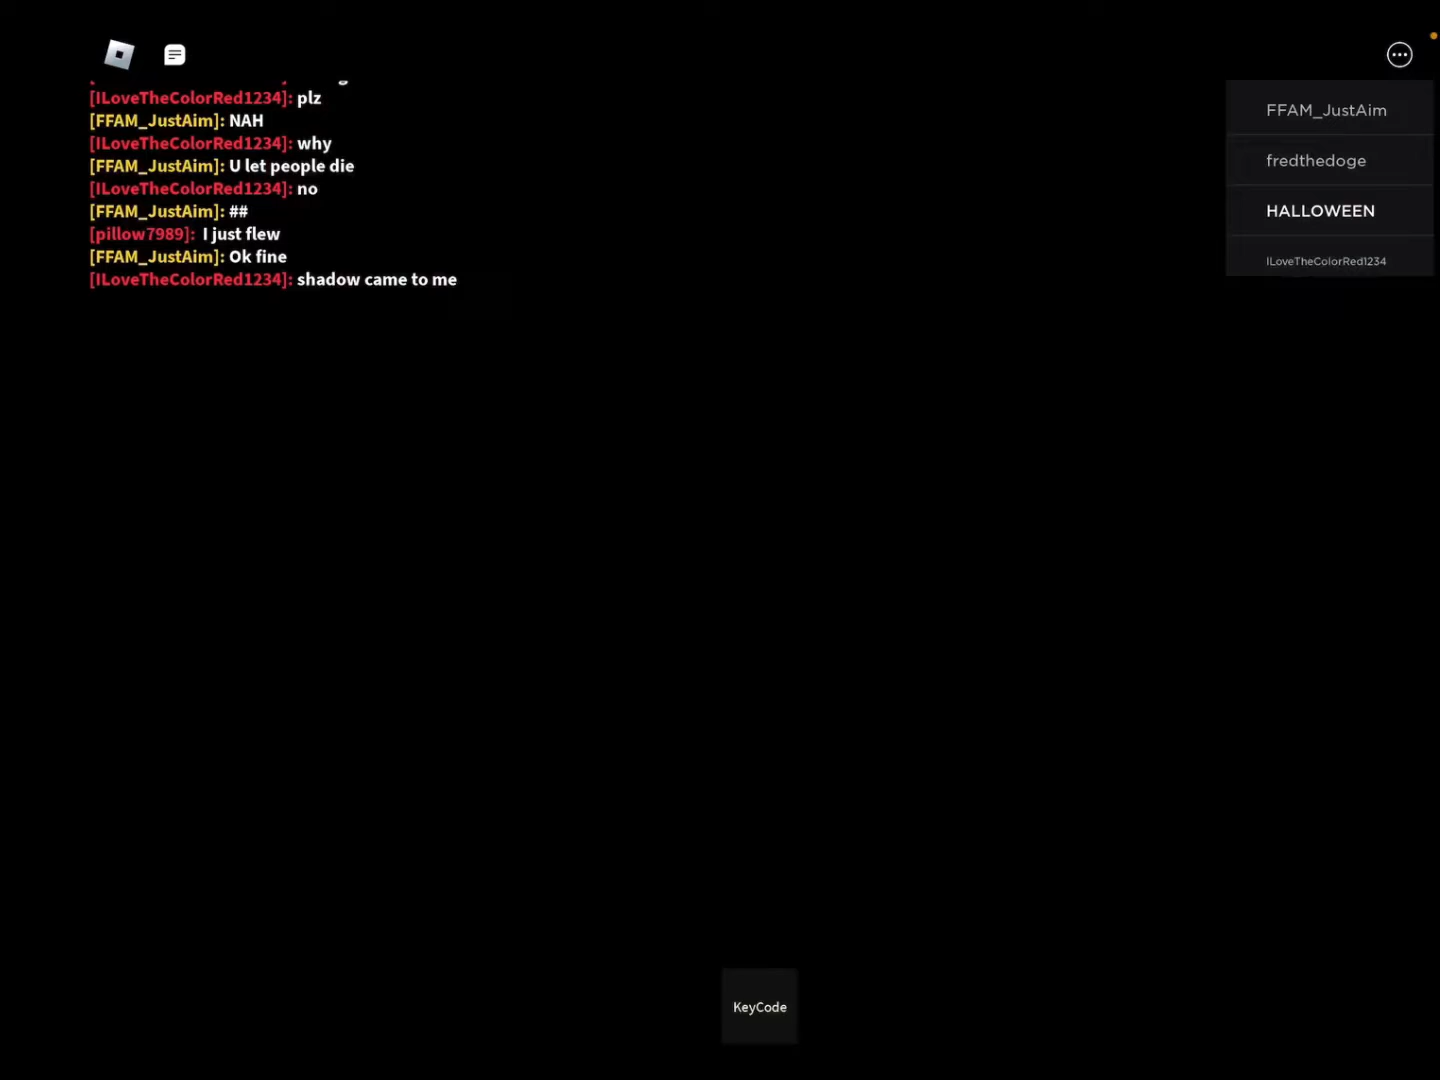 [ILoveTheColorRed1234]: plz
[FFAM_JustAim]: NAH
[ILoveTheColorRed1234]: why
[FFAM_JustAim]: U let people die
[ILoveTheColorRed1234]: no
[FFAM_JustAim]: ##
[pillow7989]: I just flew
[FFAM_JustAim]: Ok fine
[ILoveTheColorRed1234]: shadow came to me
FFAM_JustAim
fredthedoge
HALLOWEEN
ILoveTheColorRed1234
KeyCode